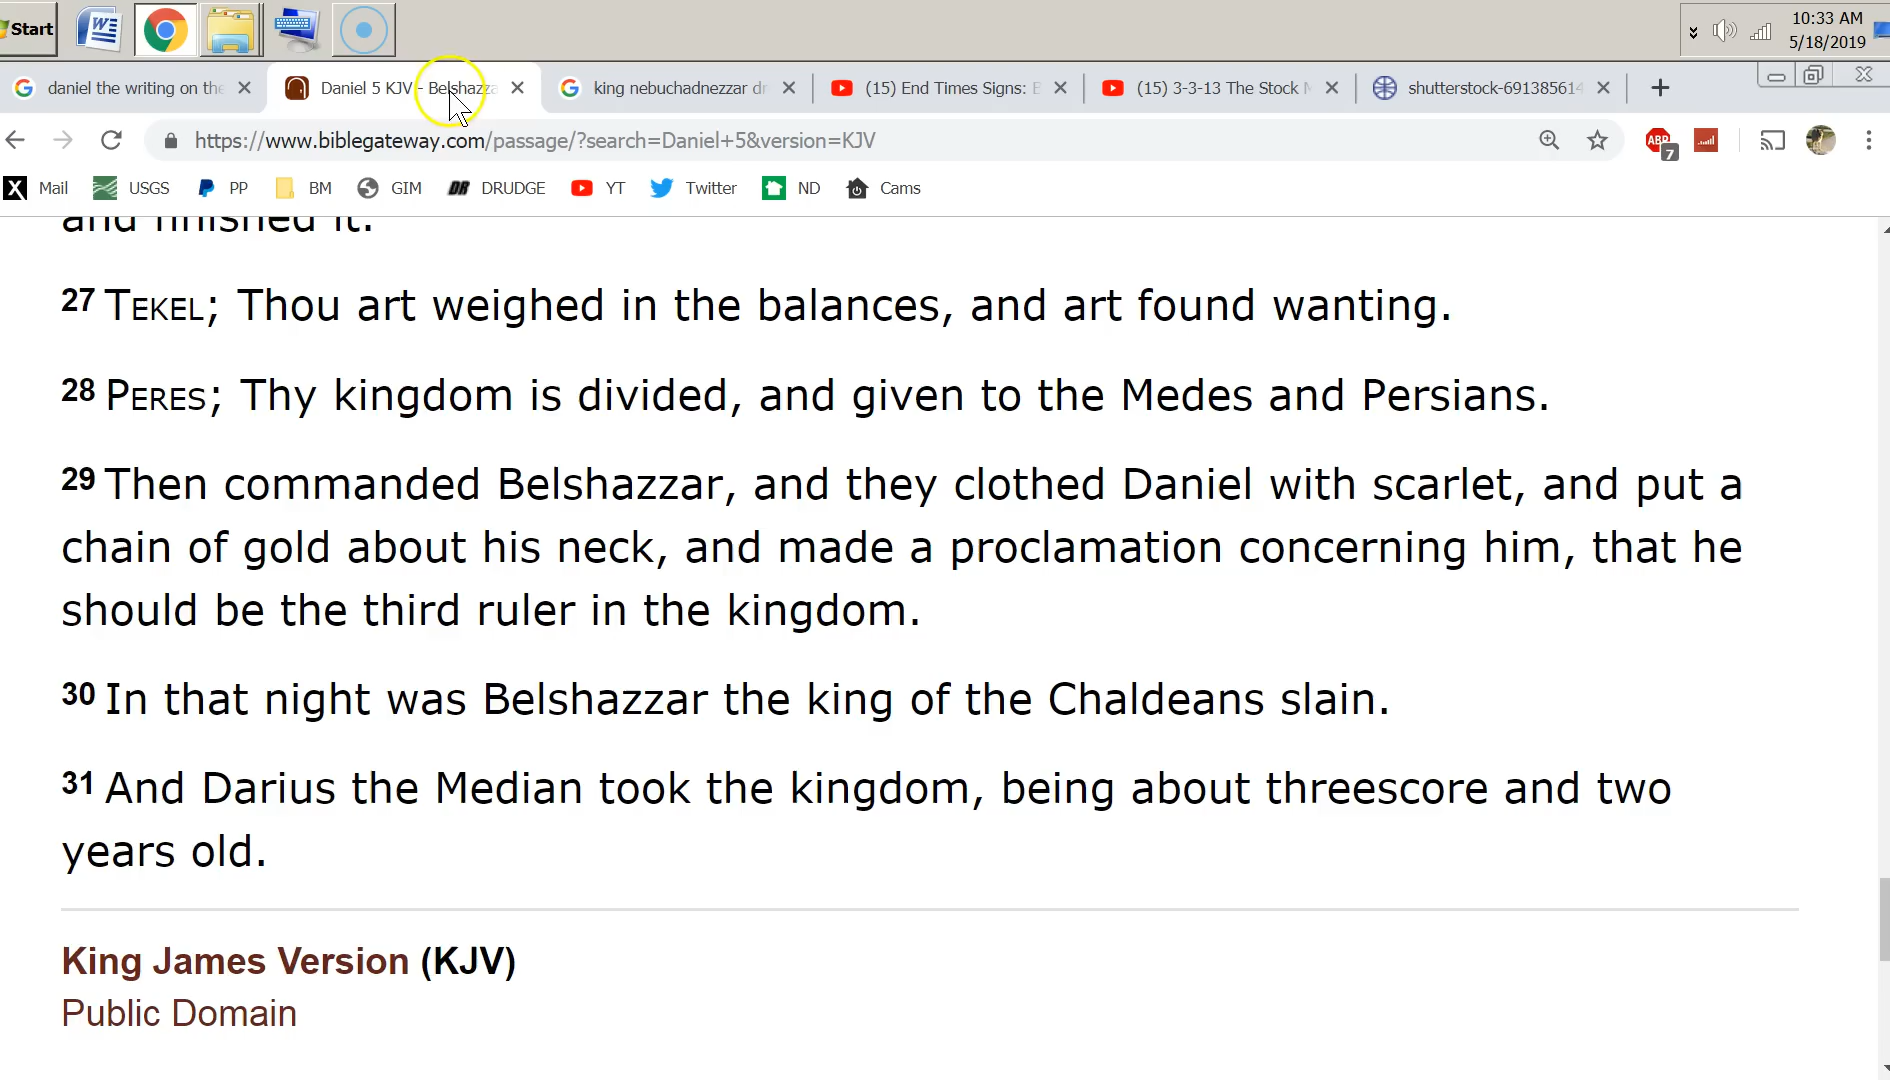 Start
10:33 AM
5/18/2019
daniel the writing on the
Daniel 5 KJV - Belshazza
king nebuchadnezzar dr
(15) End Times Signs:
(15) 3-3-13 The Stock
shutterstock-691385614
https://www.biblegateway.com/passage/?search=Daniel+5&version=KJV
ABP
7
X Mail USGS PP BM GIM DR DRUDGE YT Twitter ND Cams
and finished it.
27 TEKEL; Thou art weighed in the balances, and art found wanting.
28 PERES; Thy kingdom is divided, and given to the Medes and Persians.
29 Then commanded Belshazzar, and they clothed Daniel with scarlet, and put a
chain of gold about his neck, and made a proclamation concerning him, that he
should be the third ruler in the kingdom.
30 In that night was Belshazzar the king of the Chaldeans slain.
31 And Darius the Median took the kingdom, being about threescore and two
years old.
King James Version (KJV)
Public Domain